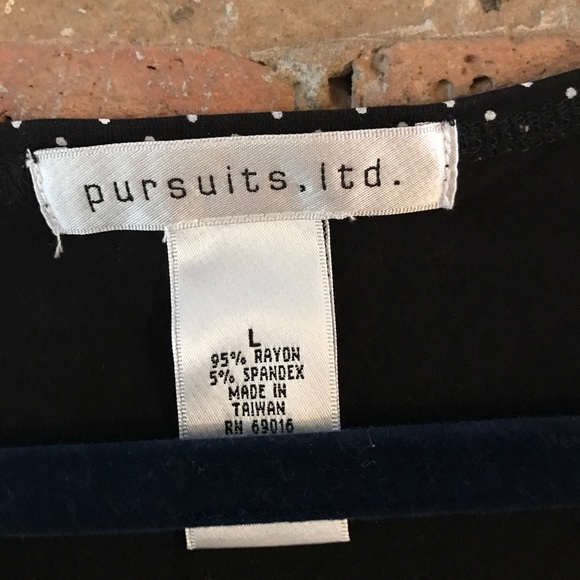 pursuits, ltd.
L
95% RAYON
5% SPANDEX
MADE IN
TAIWAN
RN 69016